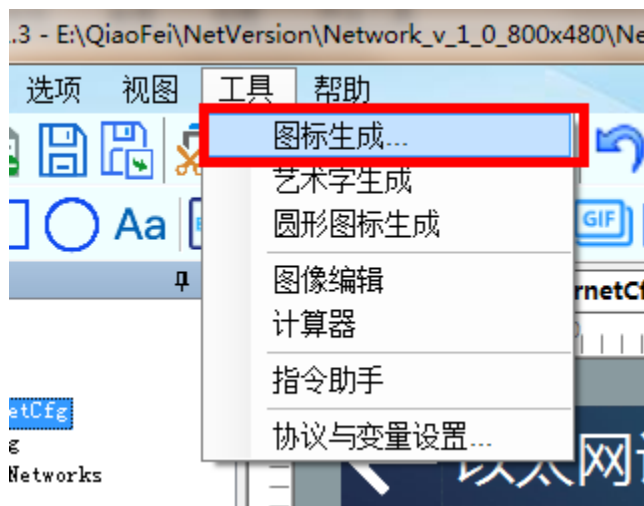 .3 - E:\QiaoFei\NetVersion\Network_v_1_0_800x480\Ne
选项 视图 工具 帮助
图标生成...
艺术字生成
Aa
圆形图标生成
GIF
图像编辑
rnetCf
计算器
指令助手
etCfg
g
协议与变量设置...
Networks
以太网